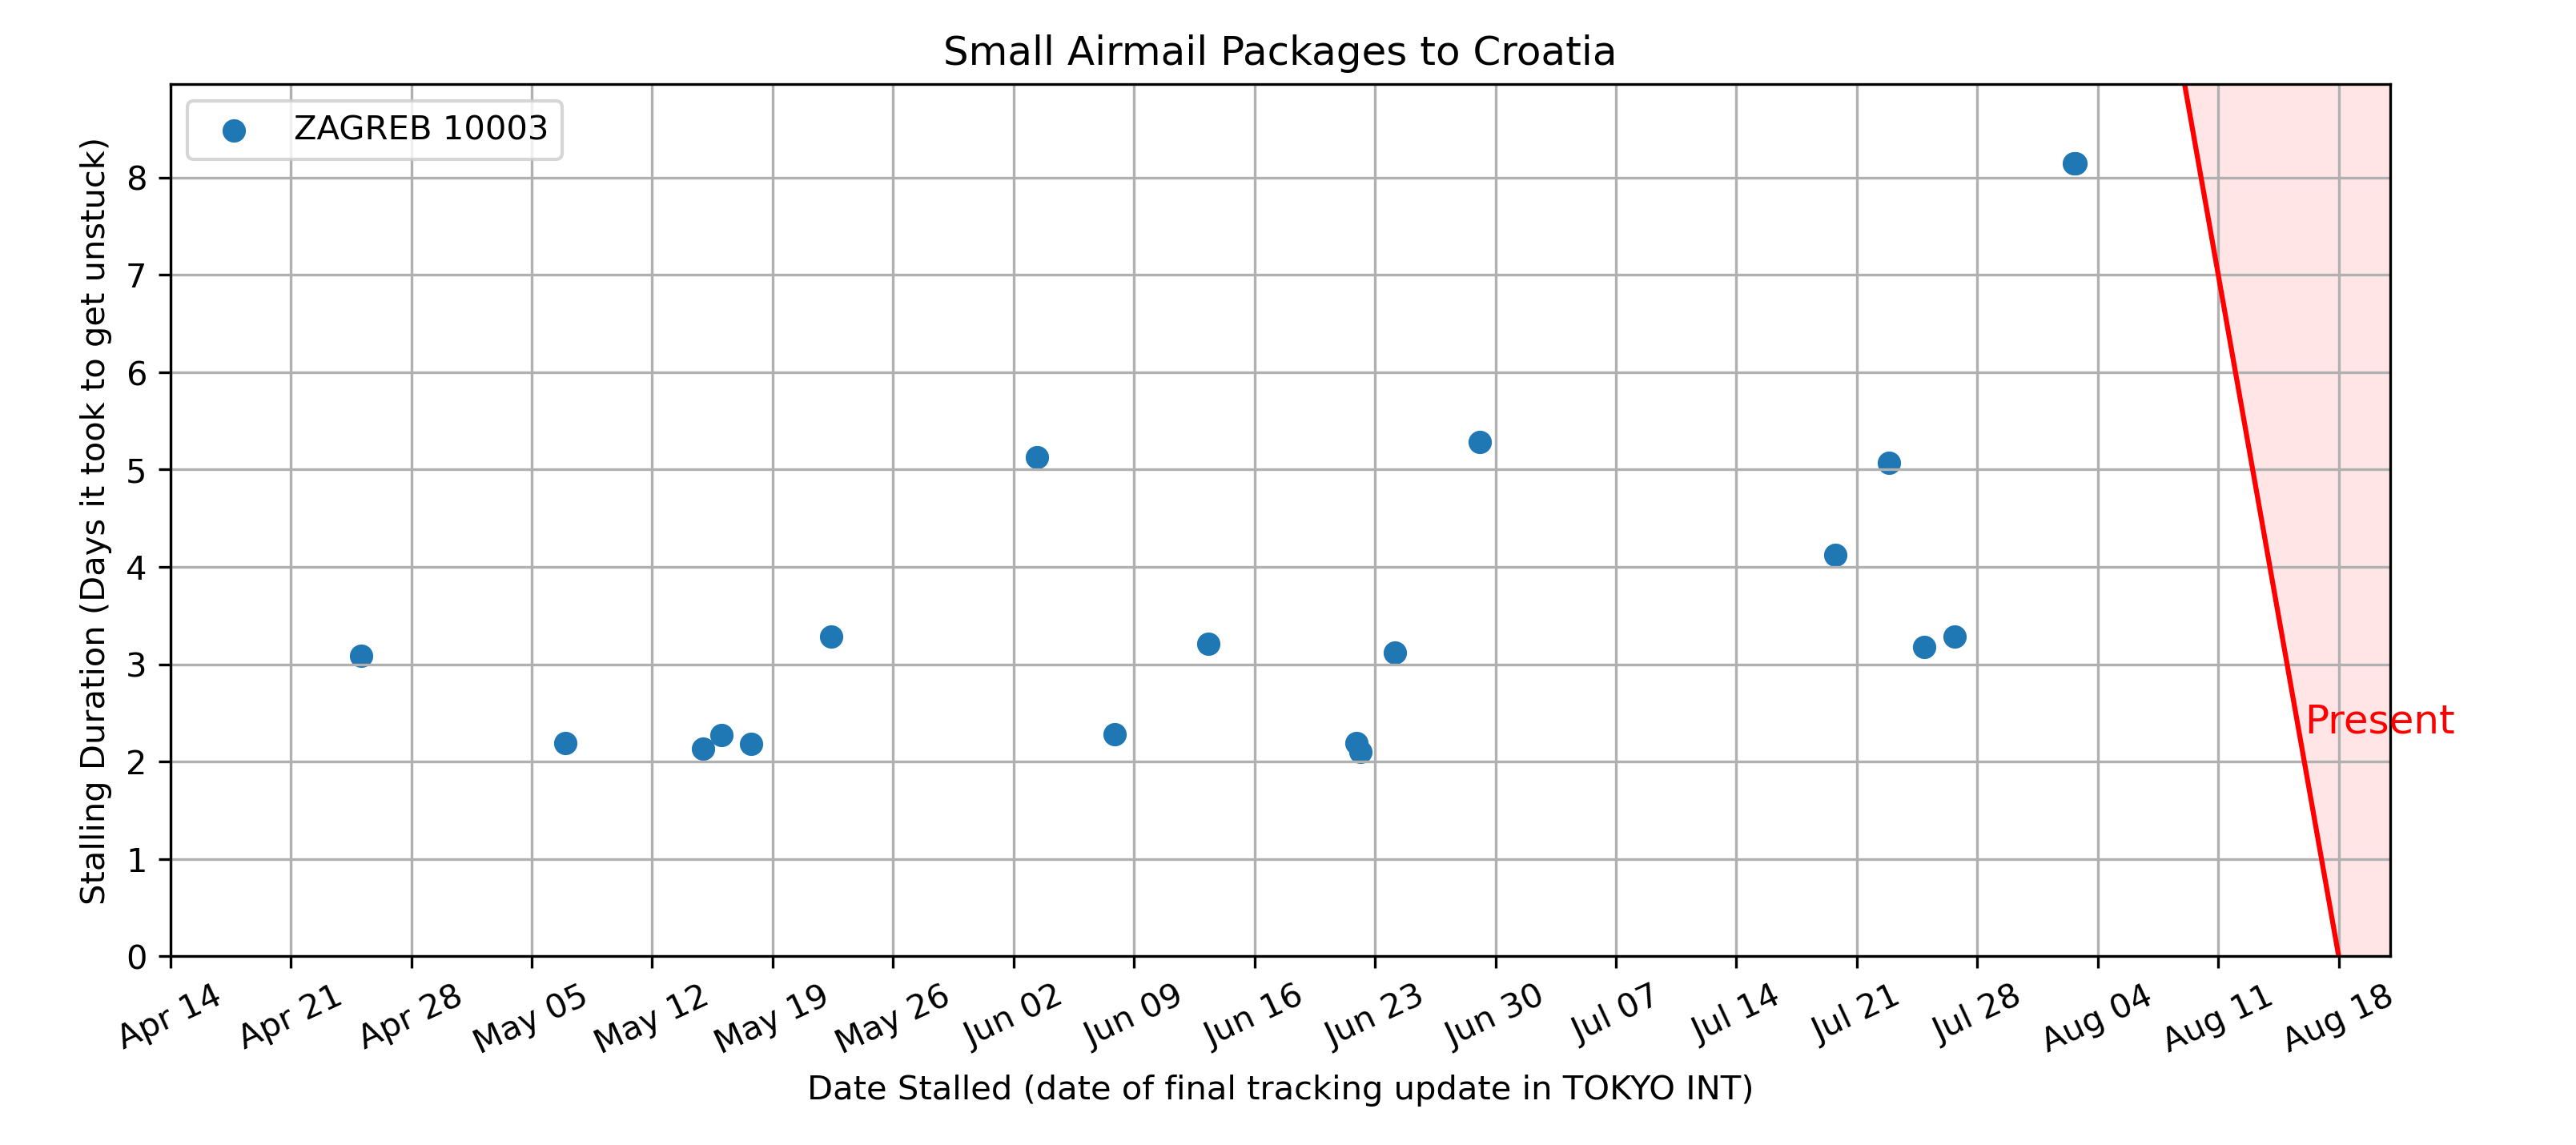 Small Airmail Packages to Croatia
ZAGREB 10003
Stalling Duration (Days it took to get unstuck)
8
7
6
5
4
3
2
1
0
Present
Apr 14
Apr 21
Apr 28
May 05
May 12
May 19
May 26
Jun 02
Jun 09
Jun 16
Jun 23
Jun 30
Jul 07
Jul 14
Jul 21
Jul 28
Aug 04
Aug 11
Aug 18
Date Stalled (date of final tracking update in TOKYO INT)